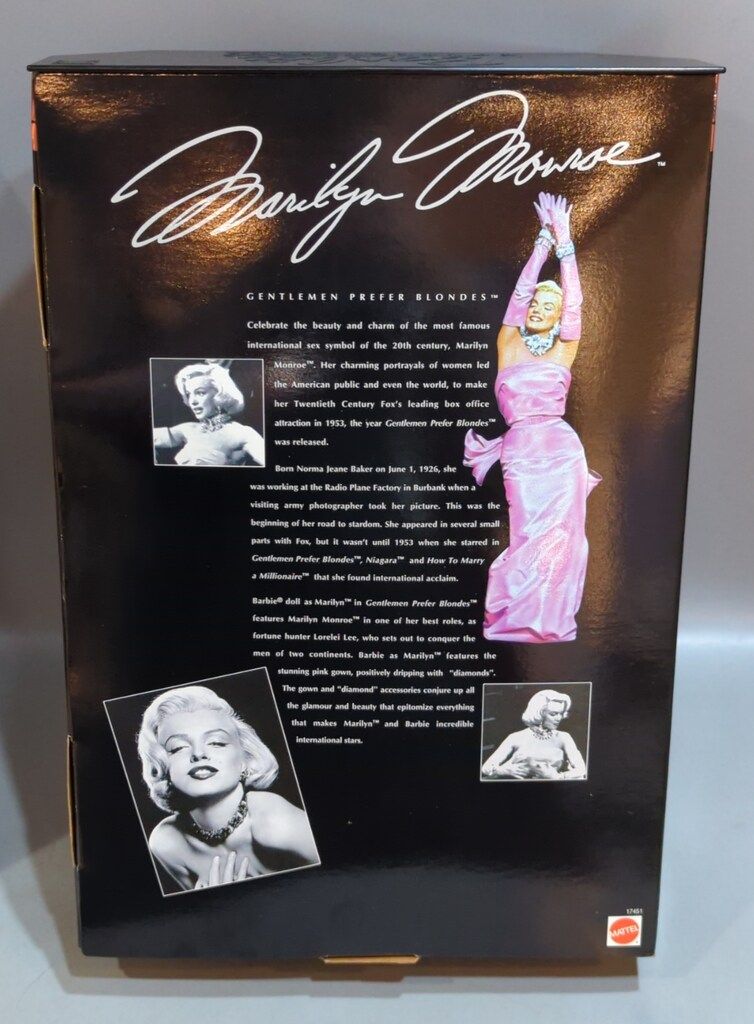 Marilyn Monroe™
GENTLEMEN PREFER BLONDES™
Celebrate the beauty and charm of the most famous
international sex symbol of the 20th century, Marilyn
Monroe™. Her charming portrayals of women led
the American public and even the world, to make
her Twentieth Century Fox's leading box office
attraction in 1953, the year Gentlemen Prefer Blondes™
was released.
Born Norma Jeane Baker on June 1, 1926, she
was working at the Radio Plane Factory in Burbank when a
visiting army photographer took her picture. This was the
beginning of her road to stardom. She appeared in several small
parts with Fox, but it wasn't until 1953 when she starred in
Gentlemen Prefer Blondes™, Niagara™ and How To Marry
a Millionaire™ that she found international acclaim.
Barbie® doll as Marilyn™ in Gentlemen Prefer Blondes™
features Marilyn Monroe™ in one of her best roles, as
fortune hunter Lorelei Lee, who sets out to conquer the
men of two continents. Barbie as Marilyn™ features the
stunning pink gown, positively dripping with "diamonds".
The gown and "diamond" accessories conjure up all
the glamour and beauty that epitomize everything
that makes Marilyn™ and Barbie incredible
international stars.
17451
MATTEL